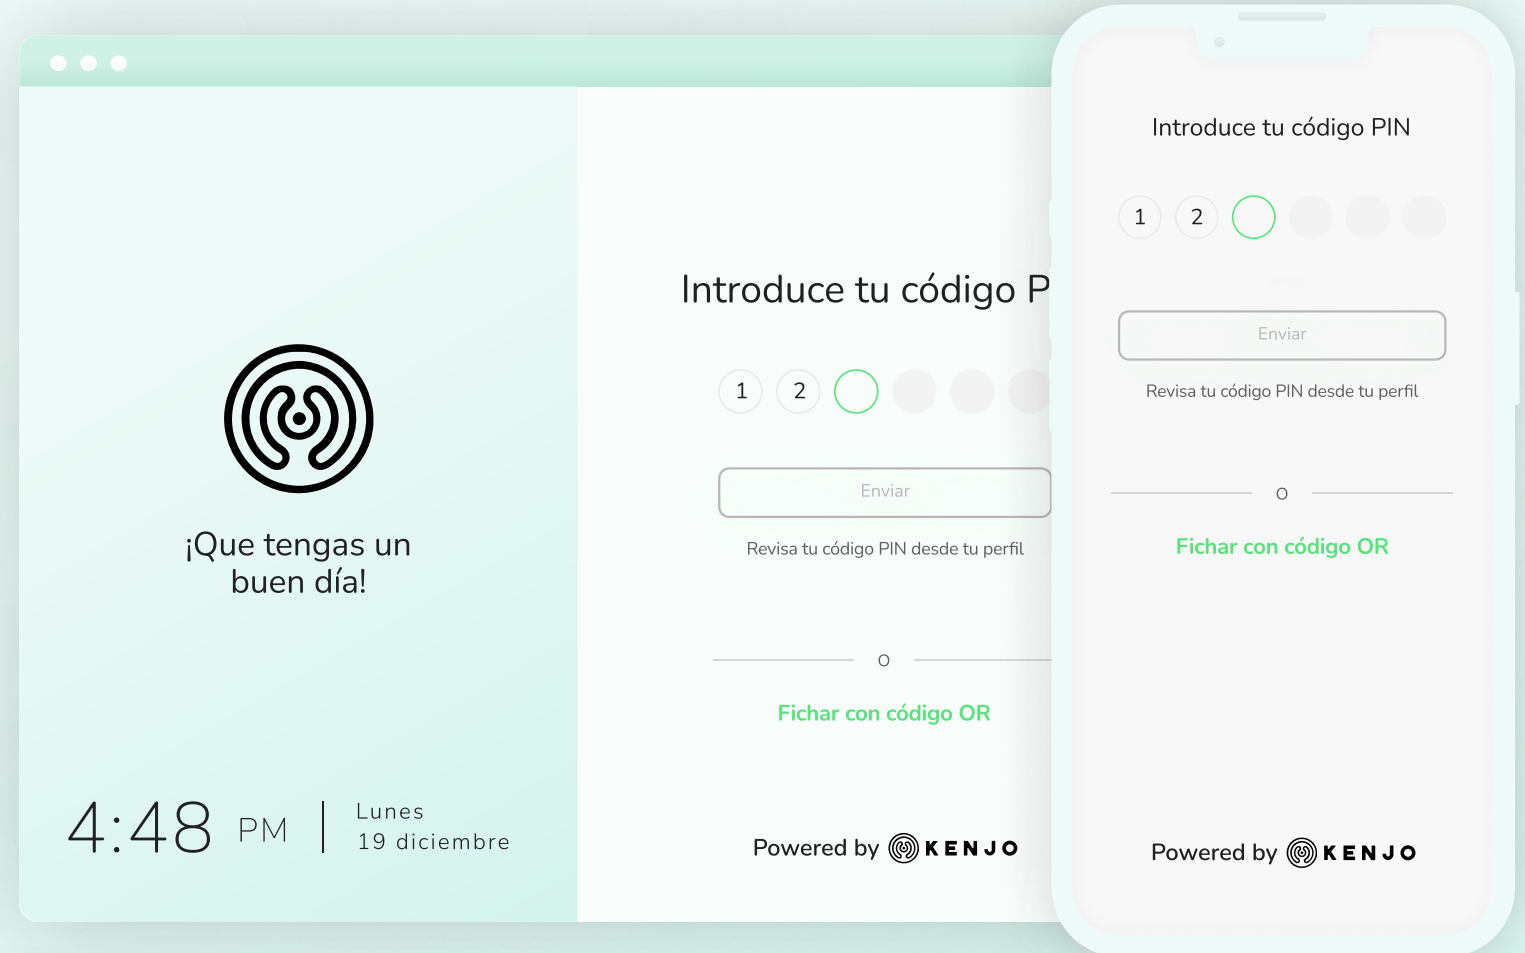 ¡Que tengas un
buen día!
4:48 PM
Lunes
19 diciembre
Introduce tu código P
1 2
Enviar
Revisa tu código PIN desde tu perfil
O
Fichar con código OR
Powered by KENJO
Introduce tu código PIN
1 2
Enviar
Revisa tu código PIN desde tu perfil
O
Fichar con código OR
Powered by KENJO